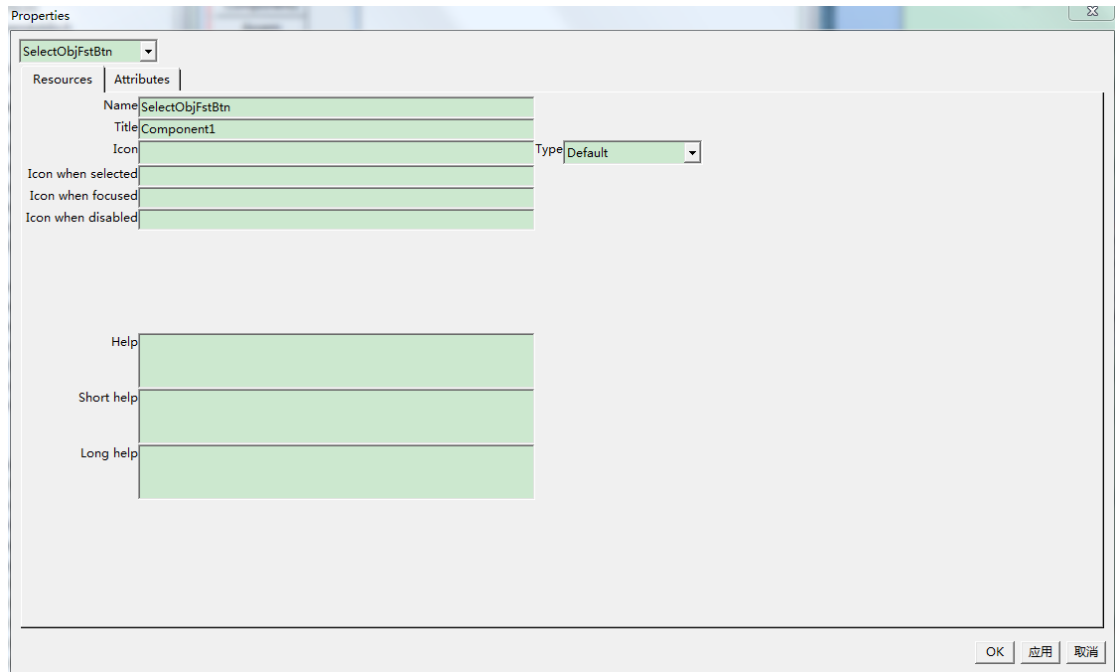 Properties
SelectObjFstBtn
Resources Attributes
Name SelectObjFstBtn
Title Component1
Icon Type Default
Icon when selected
Icon when focused
Icon when disabled
Help
Short help
Long help
OK 应用 取消